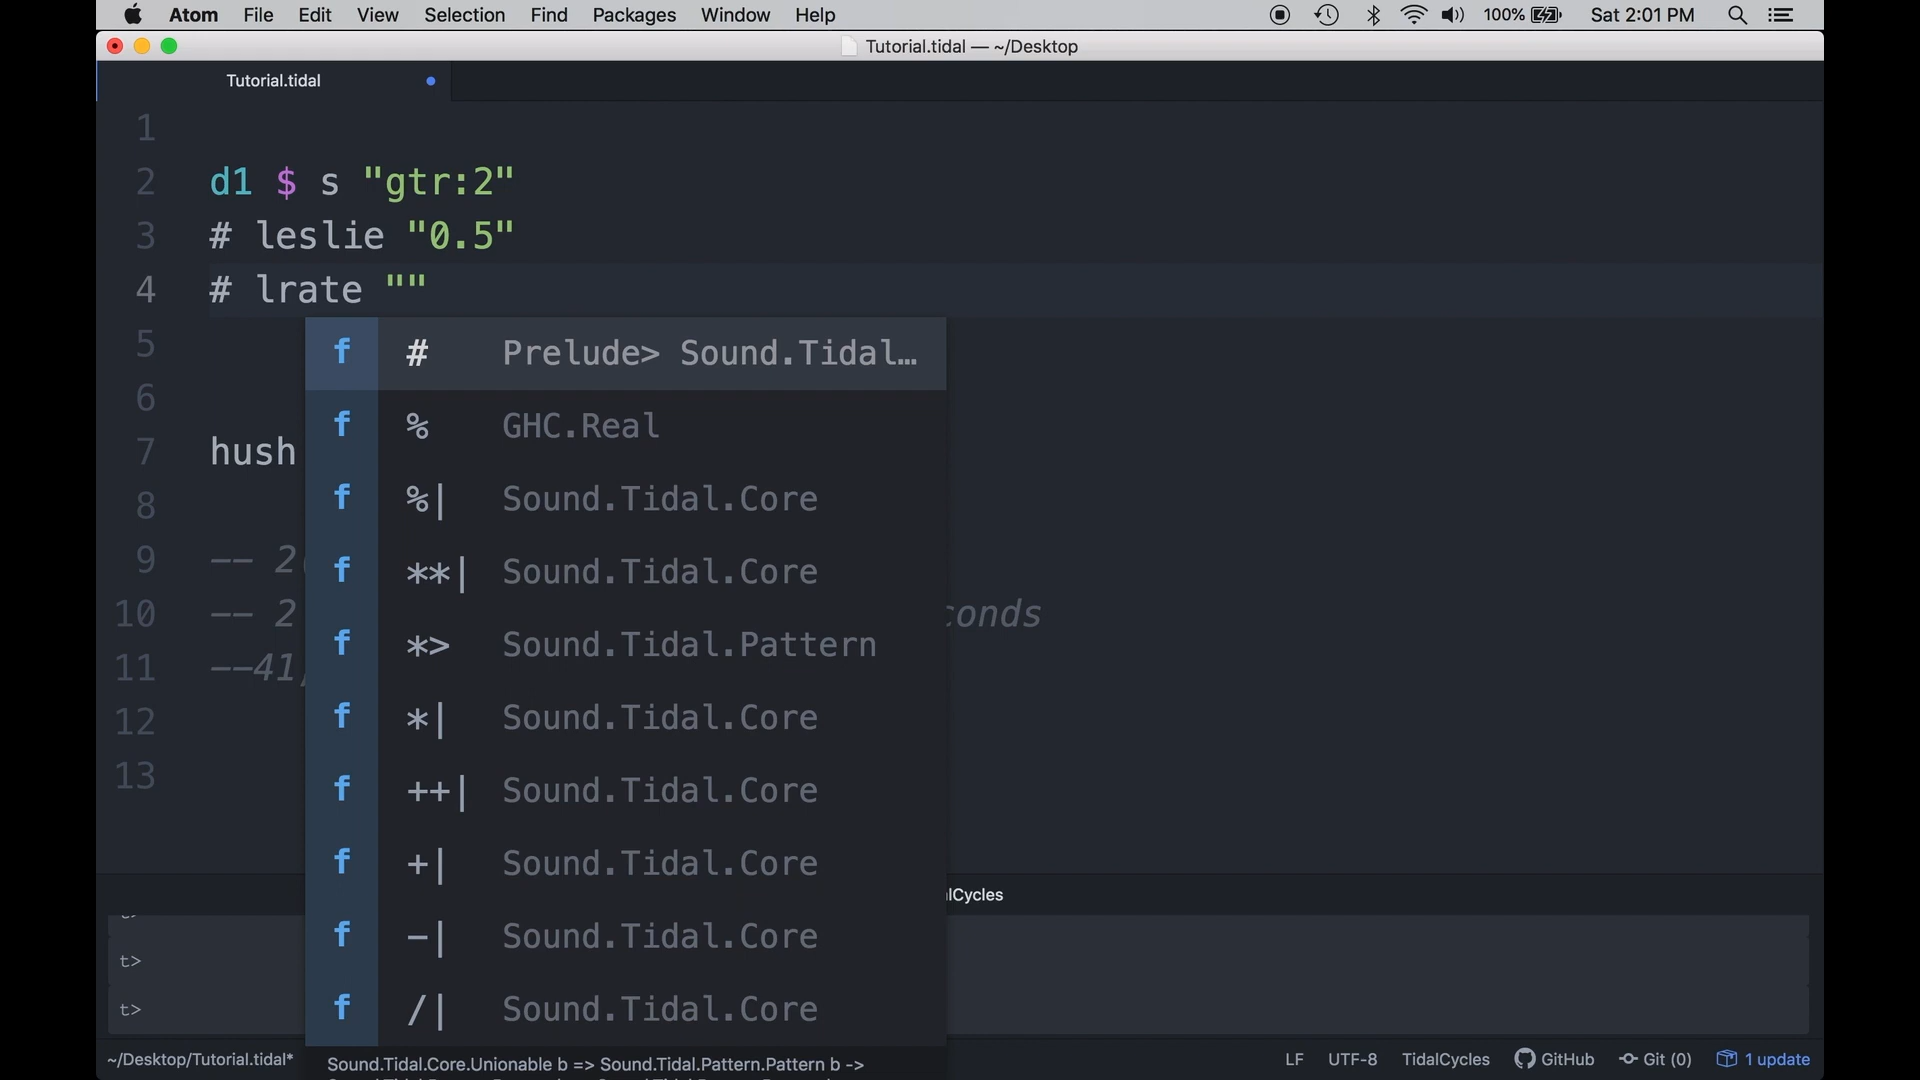 Atom File Edit View Selection Find Packages Window Help 100% Sat 2:01 PM
Tutorial.tidal — ~/Desktop
Tutorial.tidal
1
2 d1 $ s "gtr:2"
3 # leslie "0.5"
4 # lrate ""
5
6
7 hush
8
9 -- 2
10 -- 2 conds
11 --41
12
13
f # Prelude> Sound.Tidal…
f % GHC.Real
f %| Sound.Tidal.Core
f **| Sound.Tidal.Core
f *> Sound.Tidal.Pattern
f *| Sound.Tidal.Core
f ++| Sound.Tidal.Core
f +| Sound.Tidal.Core
f -| Sound.Tidal.Core
f /| Sound.Tidal.Core
Sound.Tidal.Core.Unionable b => Sound.Tidal.Pattern.Pattern b ->
lCycles
t>
t>
~/Desktop/Tutorial.tidal* LF UTF-8 TidalCycles GitHub Git (0) 1 update